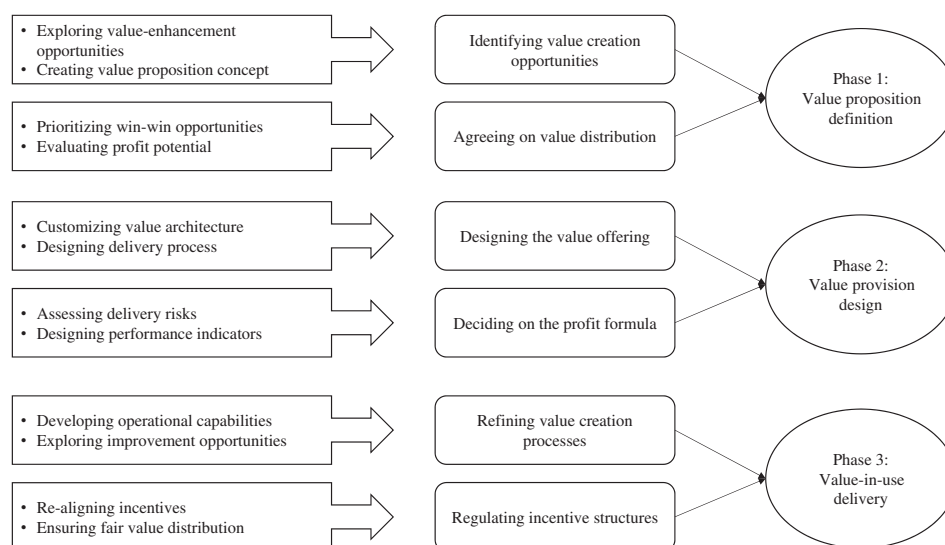 • Exploring value-enhancement
opportunities
• Creating value proposition concept
Identifying value creation
opportunities
• Prioritizing win-win opportunities
• Evaluating profit potential
Agreeing on value distribution
Phase 1:
Value proposition
definition
• Customizing value architecture
• Designing delivery process
Designing the value offering
• Assessing delivery risks
• Designing performance indicators
Deciding on the profit formula
Phase 2:
Value provision
design
• Developing operational capabilities
• Exploring improvement opportunities
Refining value creation
processes
• Re-aligning incentives
• Ensuring fair value distribution
Regulating incentive structures
Phase 3:
Value-in-use
delivery